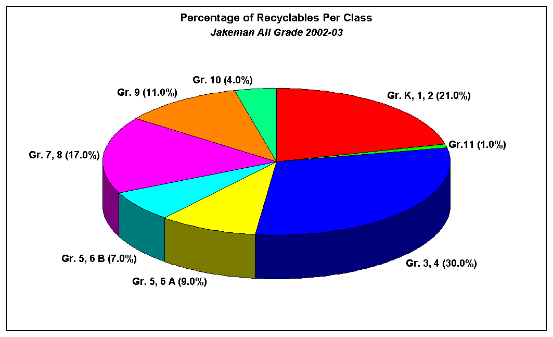 Percentage of Recyclables Per Class
Jakeman All Grade 2002-03
Gr. 10 (4.0%)
Gr. 9 (11.0%)
Gr. K, 1, 2 (21.0%)
Gr.11 (1.0%)
Gr. 7, 8 (17.0%)
Gr. 5, 6 B (7.0%)
Gr. 3, 4 (30.0%)
Gr. 5, 6 A (9.0%)